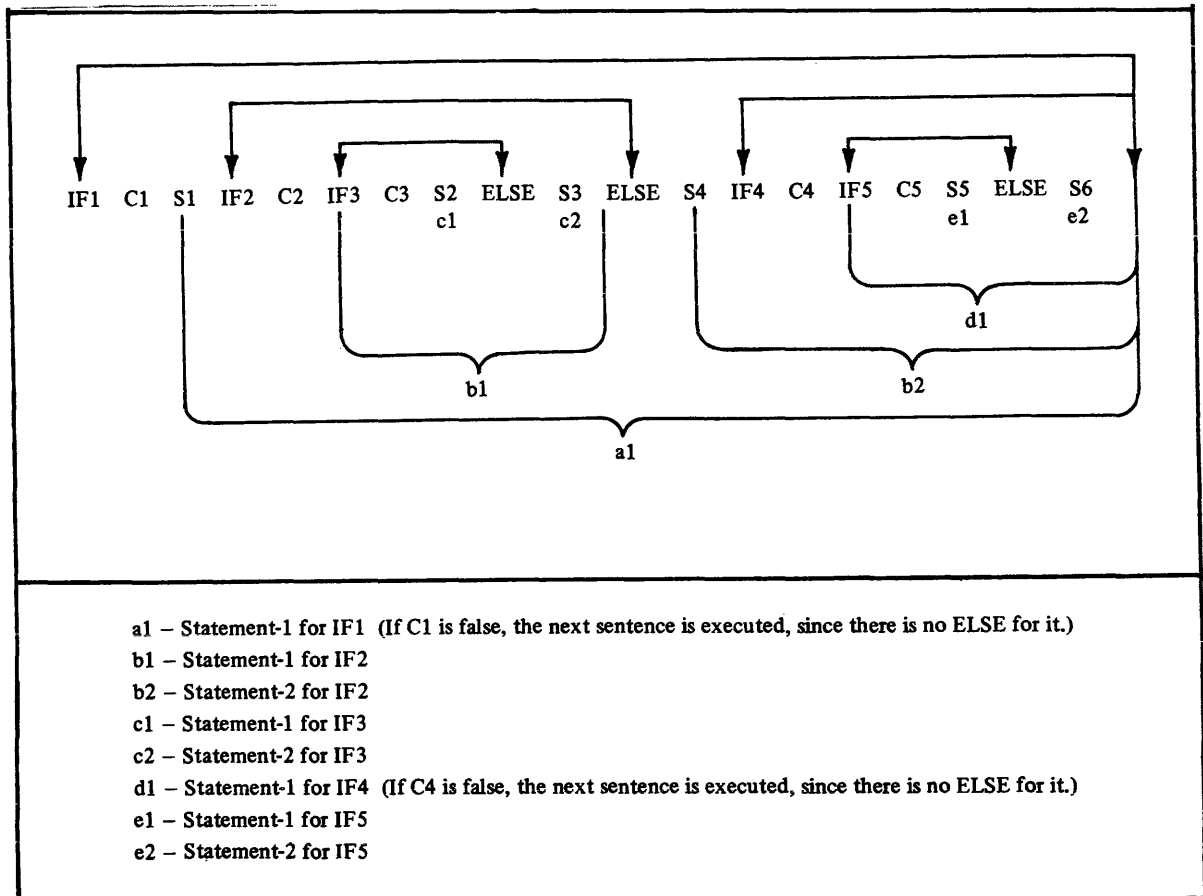 IF1 C1 S1 IF2 C2 IF3 C3 S2 ELSE S3 ELSE S4 IF4 C4 IF5 C5 S5 ELSE S6
c1 c2 e1 e2
d1
b1 b2
a1
a1 – Statement-1 for IF1 (If C1 is false, the next sentence is executed, since there is no ELSE for it.)
b1 – Statement-1 for IF2
b2 – Statement-2 for IF2
c1 – Statement-1 for IF3
c2 – Statement-2 for IF3
d1 – Statement-1 for IF4 (If C4 is false, the next sentence is executed, since there is no ELSE for it.)
e1 – Statement-1 for IF5
e2 – Statement-2 for IF5